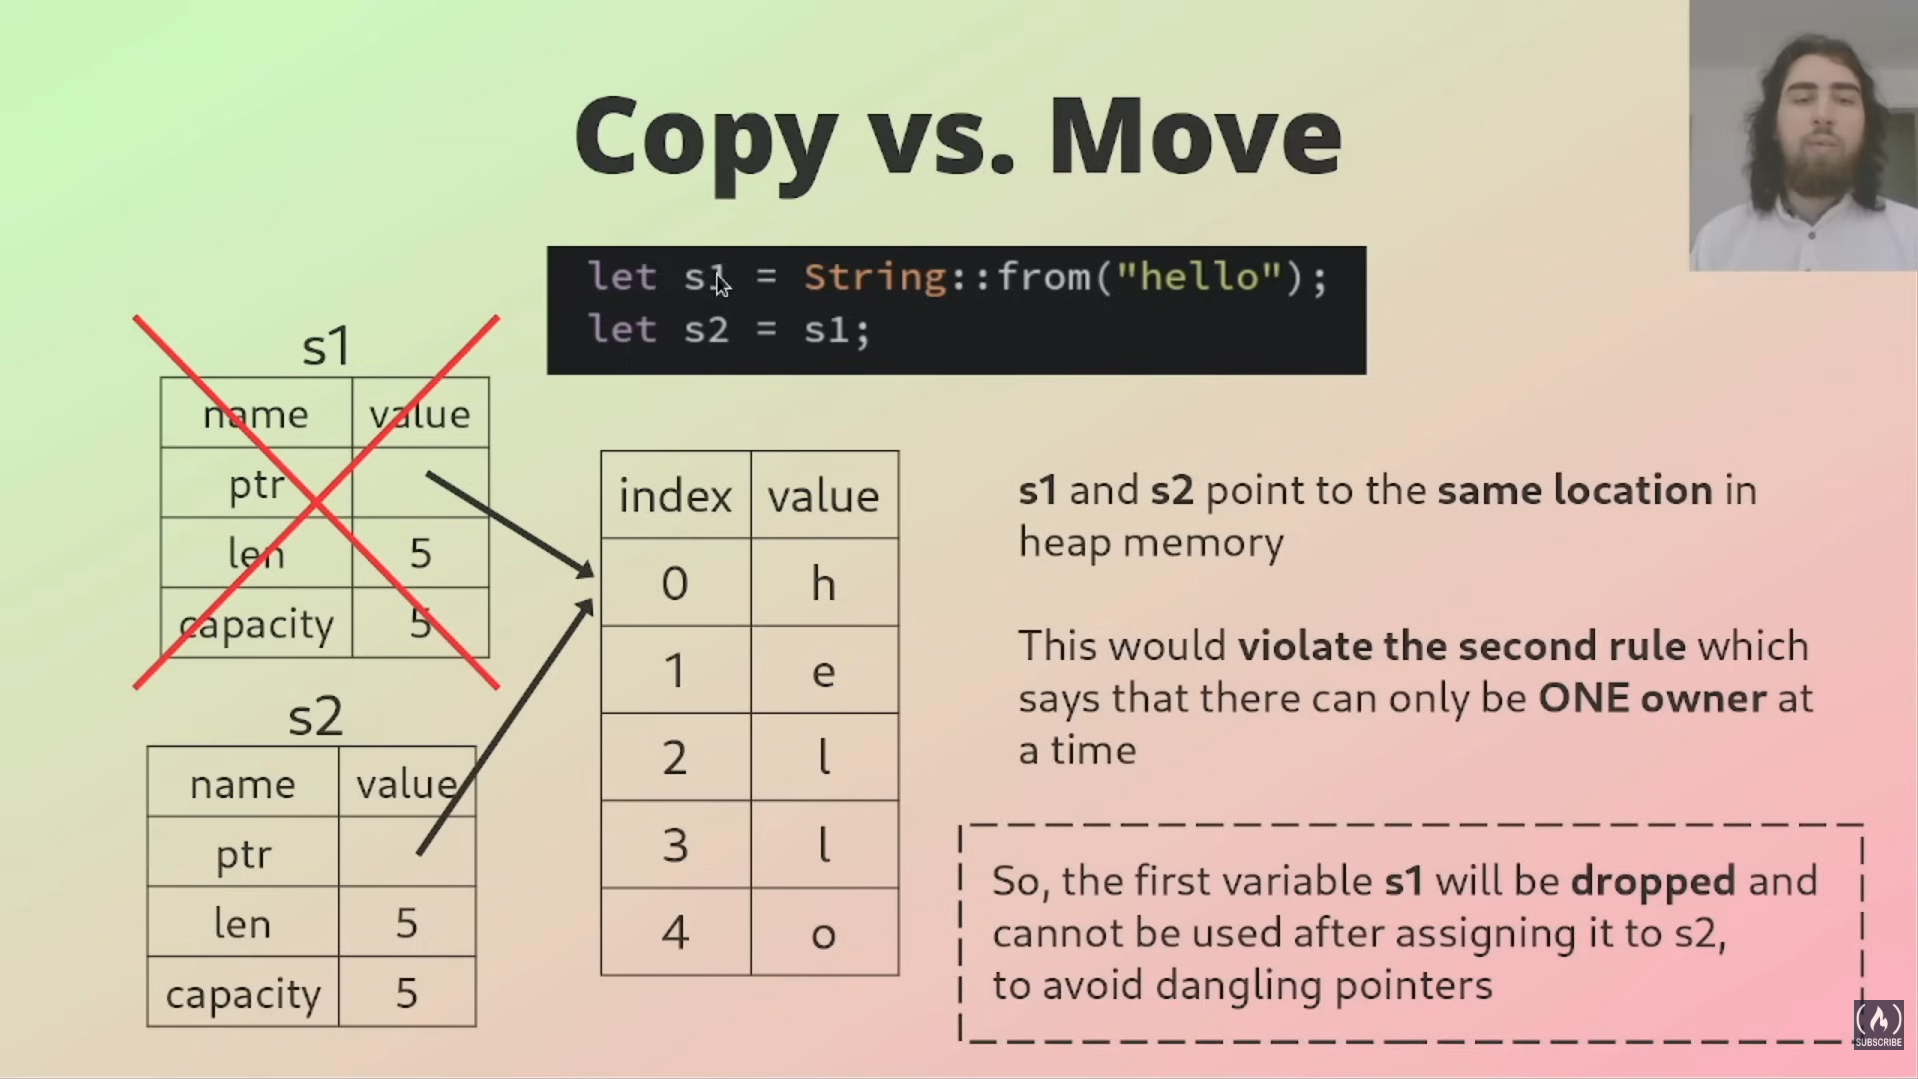 Copy vs. Move
let s1 = String::from("hello");
let s2 = s1;
s1
name value
ptr
len 5
capacity 5
s2
name value
ptr
len 5
capacity 5
index value
0 h
1 e
2 l
3 l
4 o
s1 and s2 point to the same location in
heap memory
This would violate the second rule which
says that there can only be ONE owner at
a time
So, the first variable s1 will be dropped and
cannot be used after assigning it to s2,
to avoid dangling pointers
SUBSCRIBE